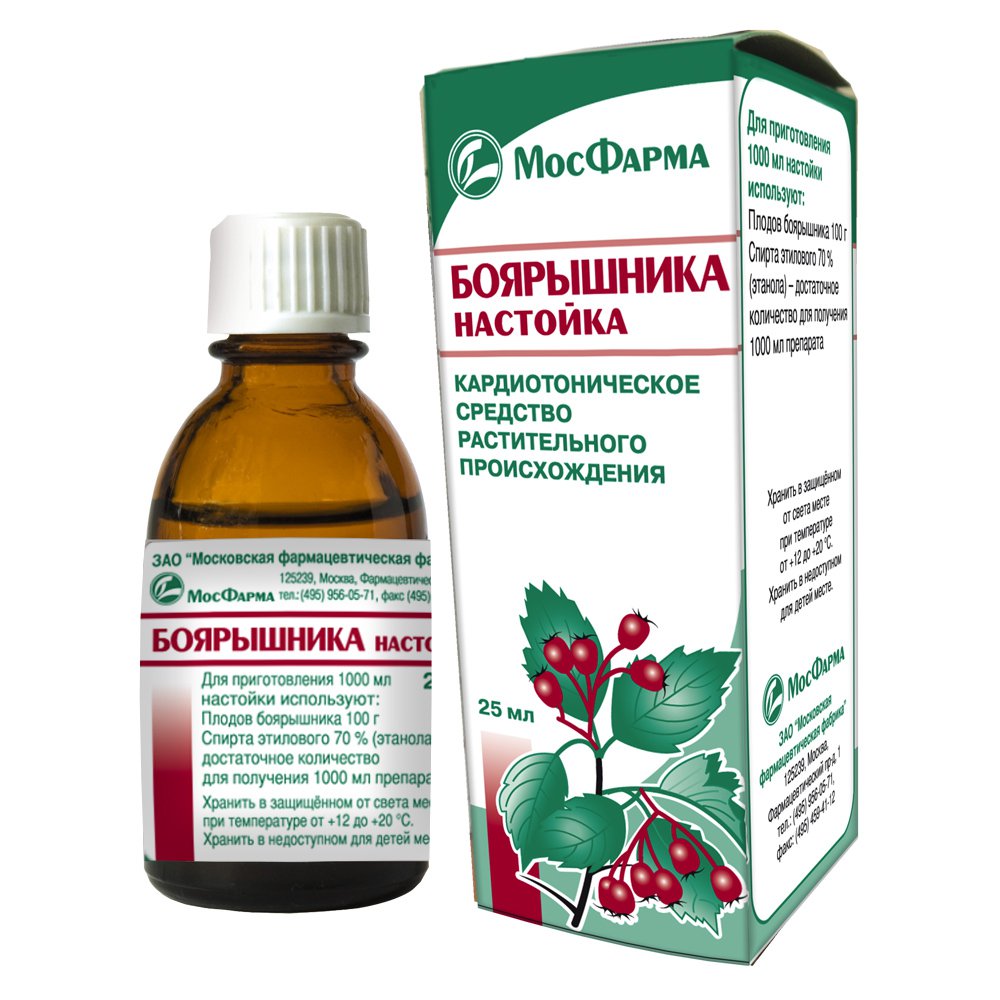 МосФарма
БОЯРЫШНИКА
НАСТОЙКА
КАРДИОТОНИЧЕСКОЕ
СРЕДСТВО
РАСТИТЕЛЬНОГО
ПРОИСХОЖДЕНИЯ
25 мл
Для приготовления
1000 мл настойки
используют:
Плодов боярышника 100 г
Спирта этилового 70 %
(этанола) – достаточное
количество для получения
1000 мл препарата
Хранить в защищённом
от света месте
при температуре
от +12 до +20 °С.
Хранить в недоступном
для детей месте.
МосФарма
ЗАО "Московская
фармацевтическая фабрика"
125239, Москва,
Фармацевтический пр-д, 1
тел.: (495) 956-05-71,
факс: (495) 459-41-12
ЗАО "Московская фармацевтическая фа
125239, Москва, Фармацевтичес
МосФарма тел.: (495) 956-05-71, факс (495)
БОЯРЫШНИКА НАСТО
Для приготовления 1000 мл 2
настойки используют:
Плодов боярышника 100 г
Спирта этилового 70 % (этанола
достаточное количество
для получения 1000 мл препара
Хранить в защищённом от света мес
при температуре от +12 до +20 °С.
Хранить в недоступном для детей мес